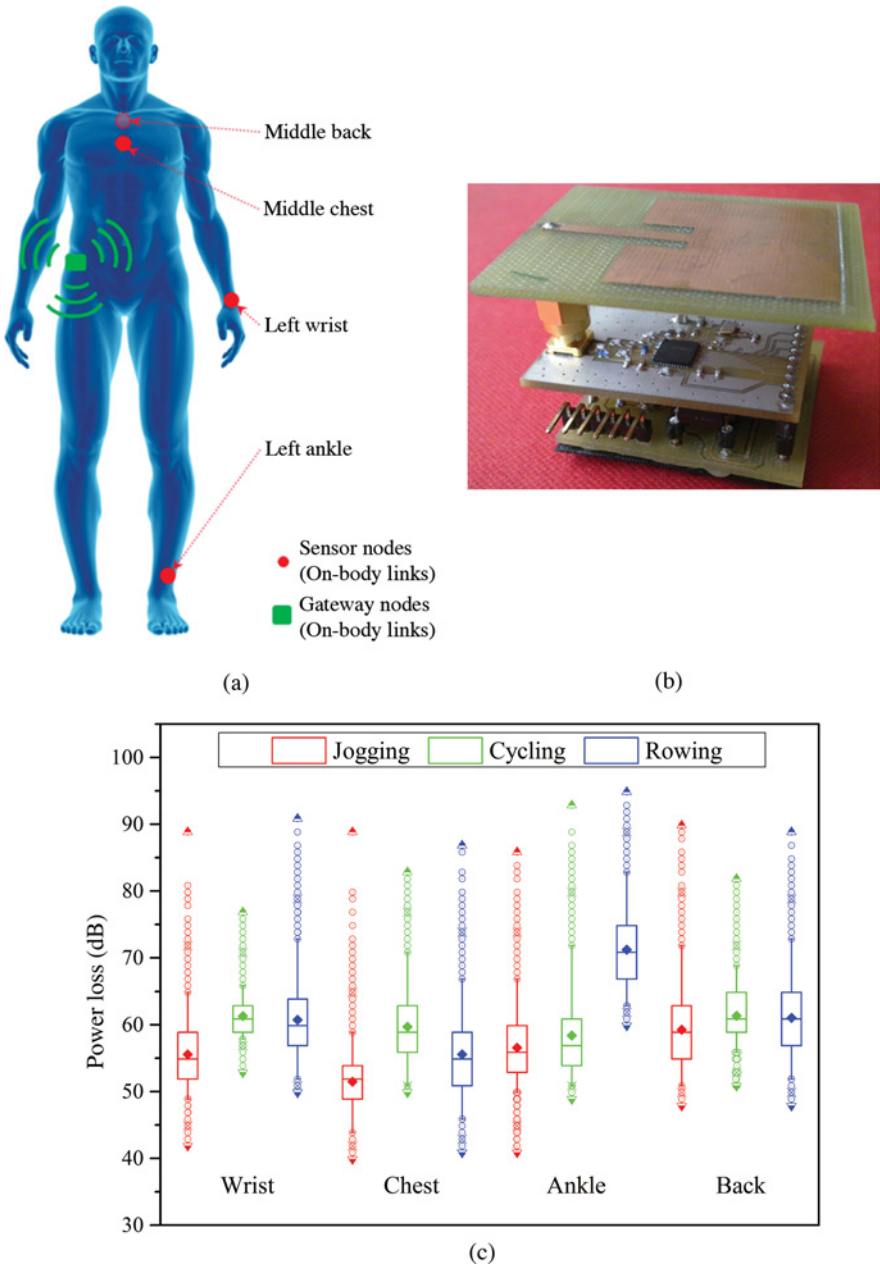 Middle back
Middle chest
Left wrist
Left ankle
Sensor nodes
(On-body links)
Gateway nodes
(On-body links)
(a)
(b)
Jogging
Cycling
Rowing
Power loss (dB)
100
90
80
70
60
50
40
30
Wrist
Chest
Ankle
Back
(c)